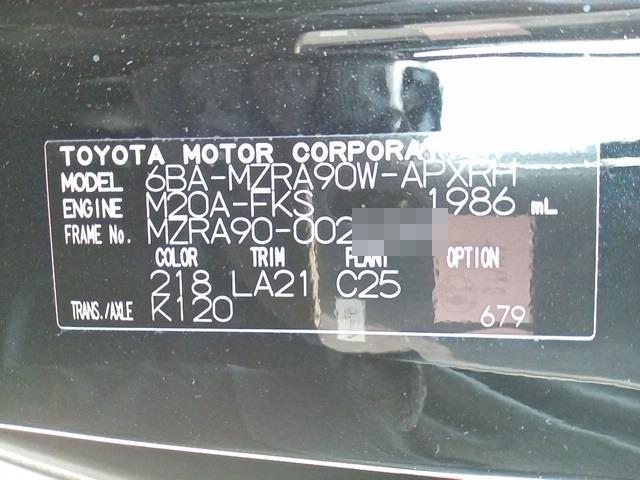 TOYOTA MOTOR CORPORA
MODEL 6BA-MZRA90W-APXRH
ENGINE M20A-FKS 1986 mL
FRAME No. MZRA90-002
COLOR TRIM PLANT OPTION
218 LA21 C25
TRANS./AXLE K120 679